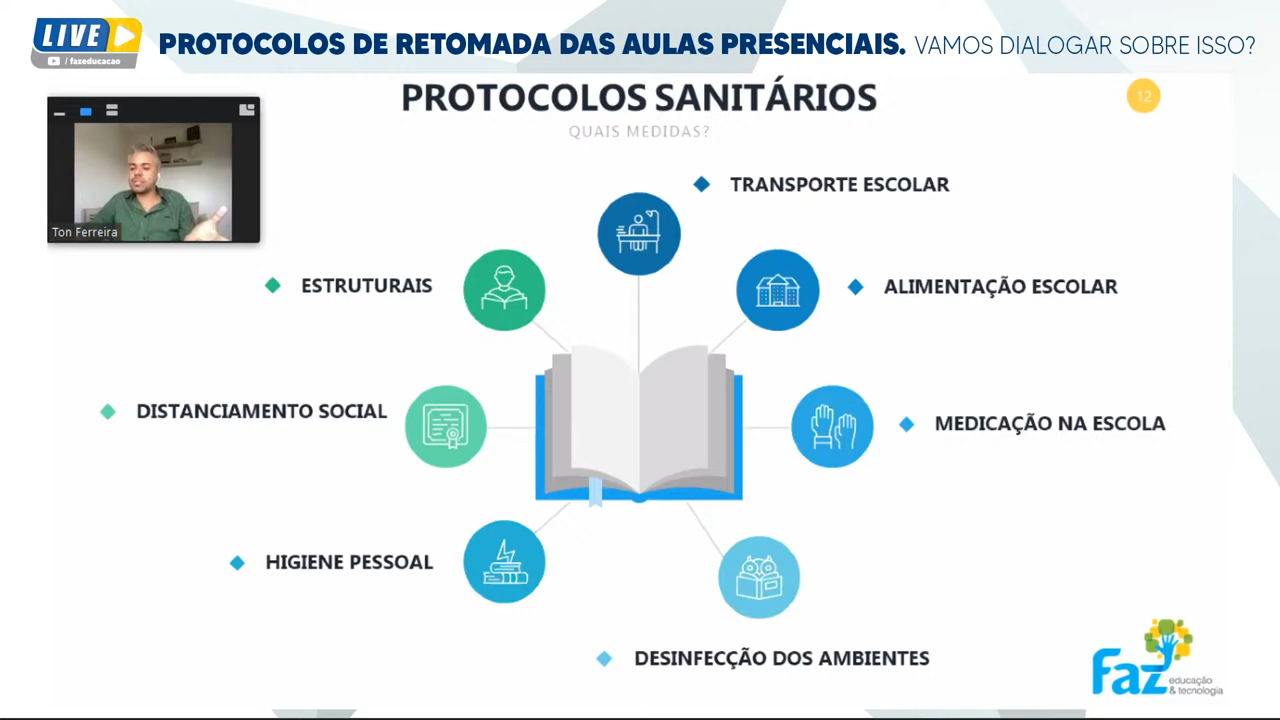 LIVE
/ fazeducacao
PROTOCOLOS DE RETOMADA DAS AULAS PRESENCIAIS. VAMOS DIALOGAR SOBRE ISSO?
PROTOCOLOS SANITÁRIOS
12
QUAIS MEDIDAS?
Ton Ferreira
TRANSPORTE ESCOLAR
ESTRUTURAIS
ALIMENTAÇÃO ESCOLAR
DISTANCIAMENTO SOCIAL
MEDICAÇÃO NA ESCOLA
HIGIENE PESSOAL
DESINFECÇÃO DOS AMBIENTES
Faz educação
& tecnologia